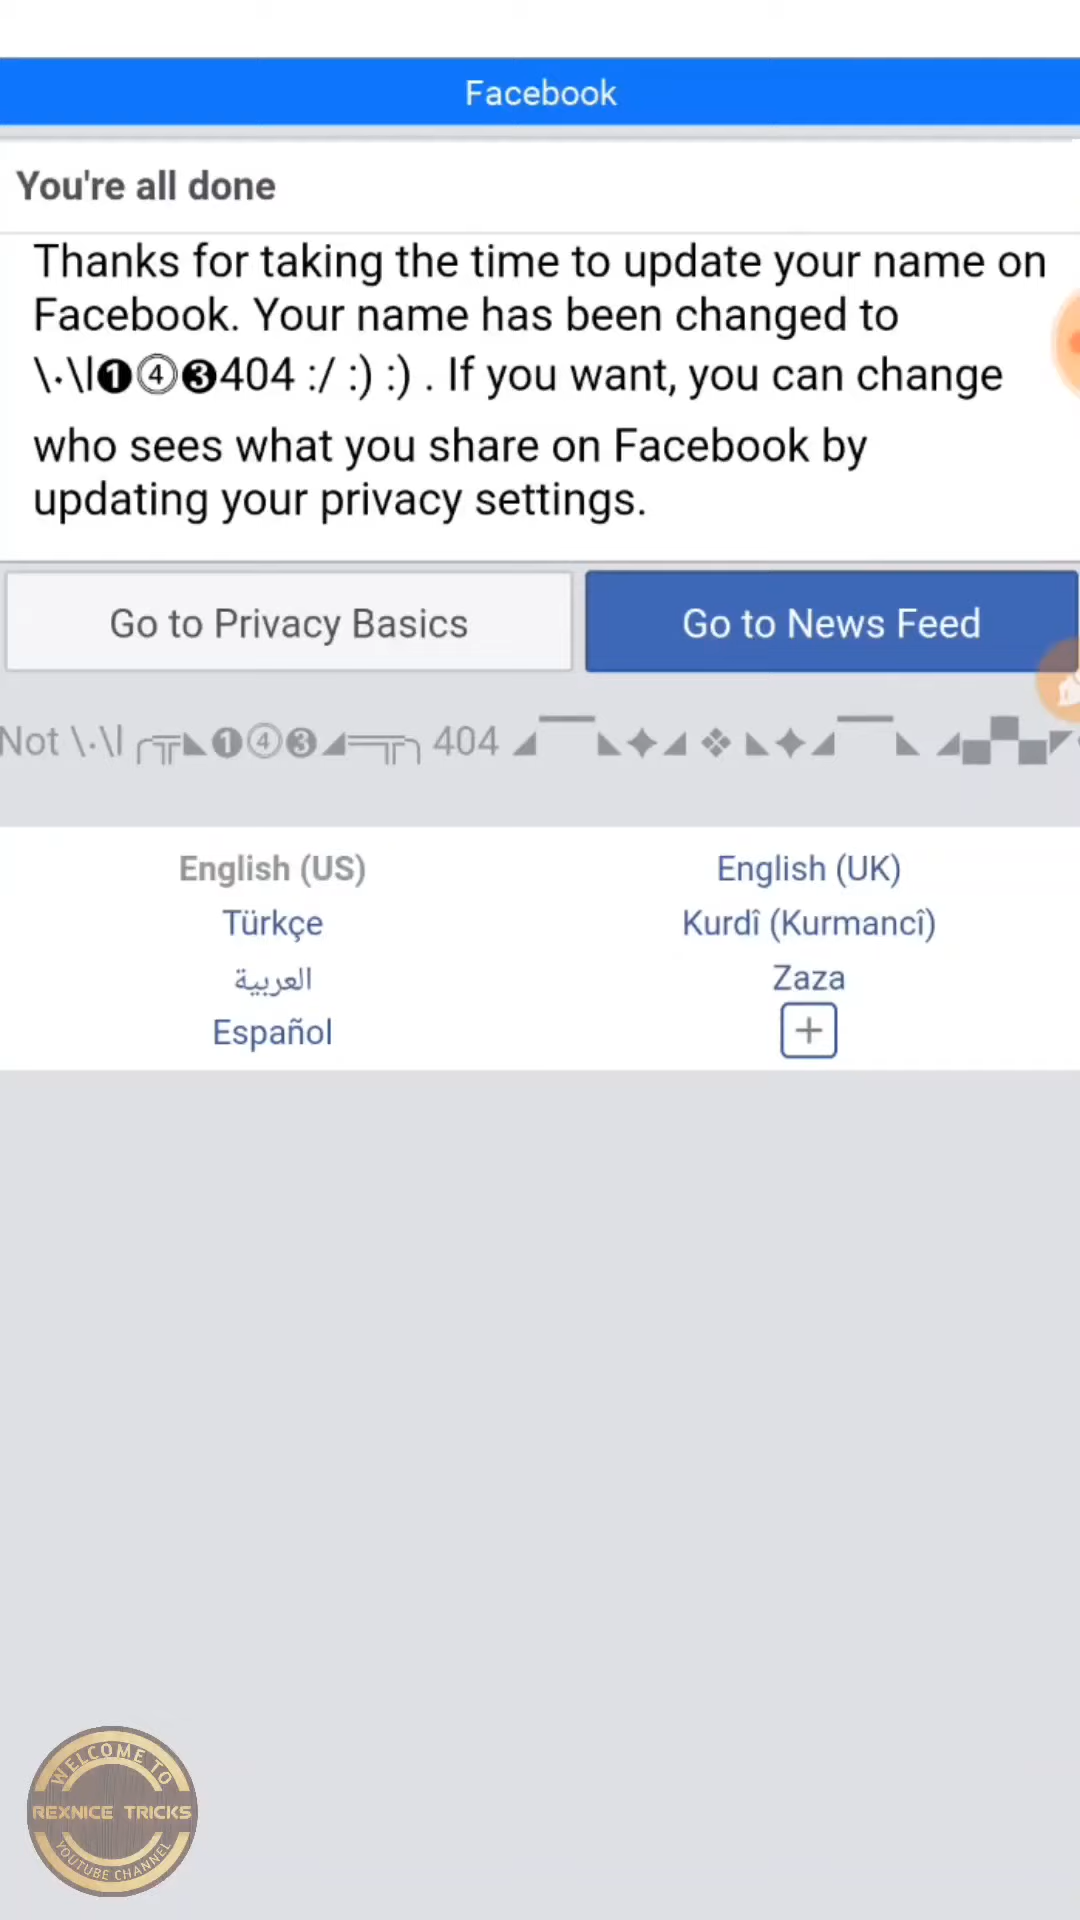 Facebook
You're all done
Thanks for taking the time to update your name on
Facebook. Your name has been changed to
\·\l❶④❸404 :/ :) :) . If you want, you can change
who sees what you share on Facebook by
updating your privacy settings.
Go to Privacy Basics
Go to News Feed
Not \·\l ╭╦◣❶④❸◢═╦╮ 404 ◢▔◣✦◢ ❖ ◣✦◢▔◣ ◢▄▀▄◤
English (US)
English (UK)
Türkçe
Kurdî (Kurmancî)
العربية
Zaza
Español
+
WELCOME TO
REXNICE TRICKS
YOUTUBE CHANNEL